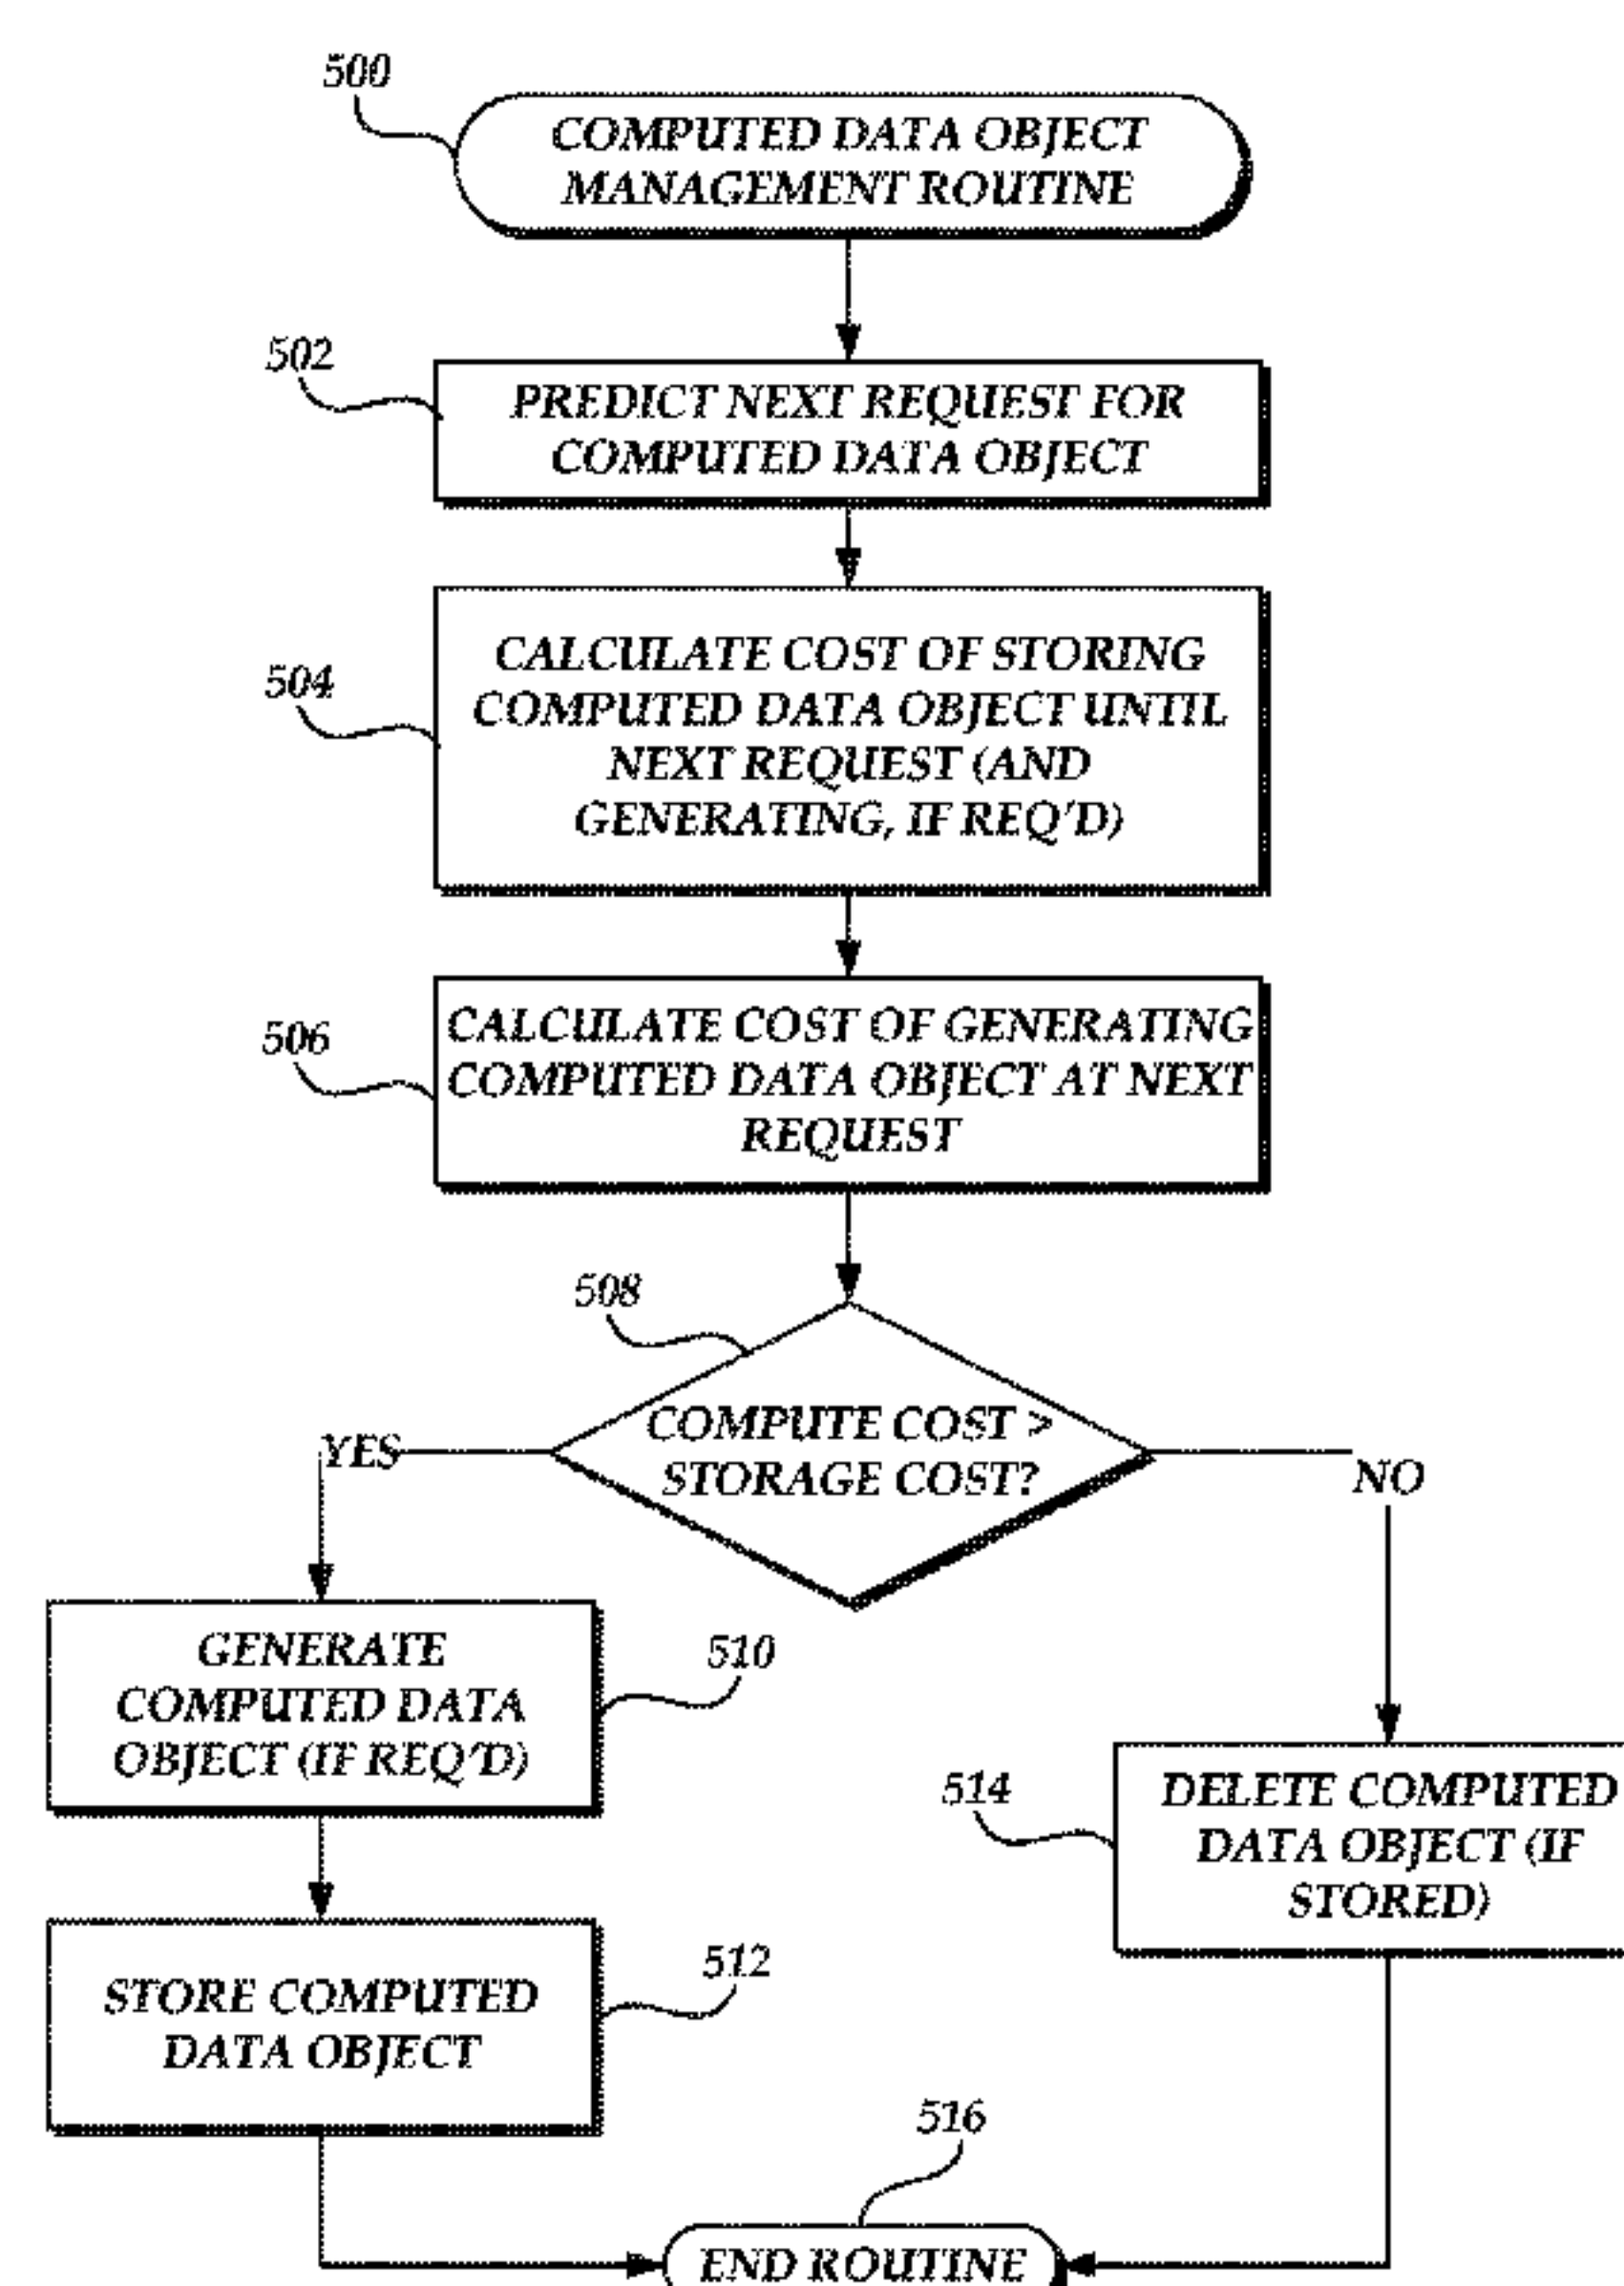 500
COMPUTED DATA OBJECT
MANAGEMENT ROUTINE
502
PREDICT NEXT REQUEST FOR
COMPUTED DATA OBJECT
504
CALCULATE COST OF STORING
COMPUTED DATA OBJECT UNTIL
NEXT REQUEST (AND
GENERATING, IF REQ'D)
506
CALCULATE COST OF GENERATING
COMPUTED DATA OBJECT AT NEXT
REQUEST
508
COMPUTE COST >
STORAGE COST?
YES
NO
GENERATE
COMPUTED DATA
OBJECT (IF REQ'D)
510
514
DELETE COMPUTED
DATA OBJECT (IF
STORED)
STORE COMPUTED
DATA OBJECT
512
516
END ROUTINE